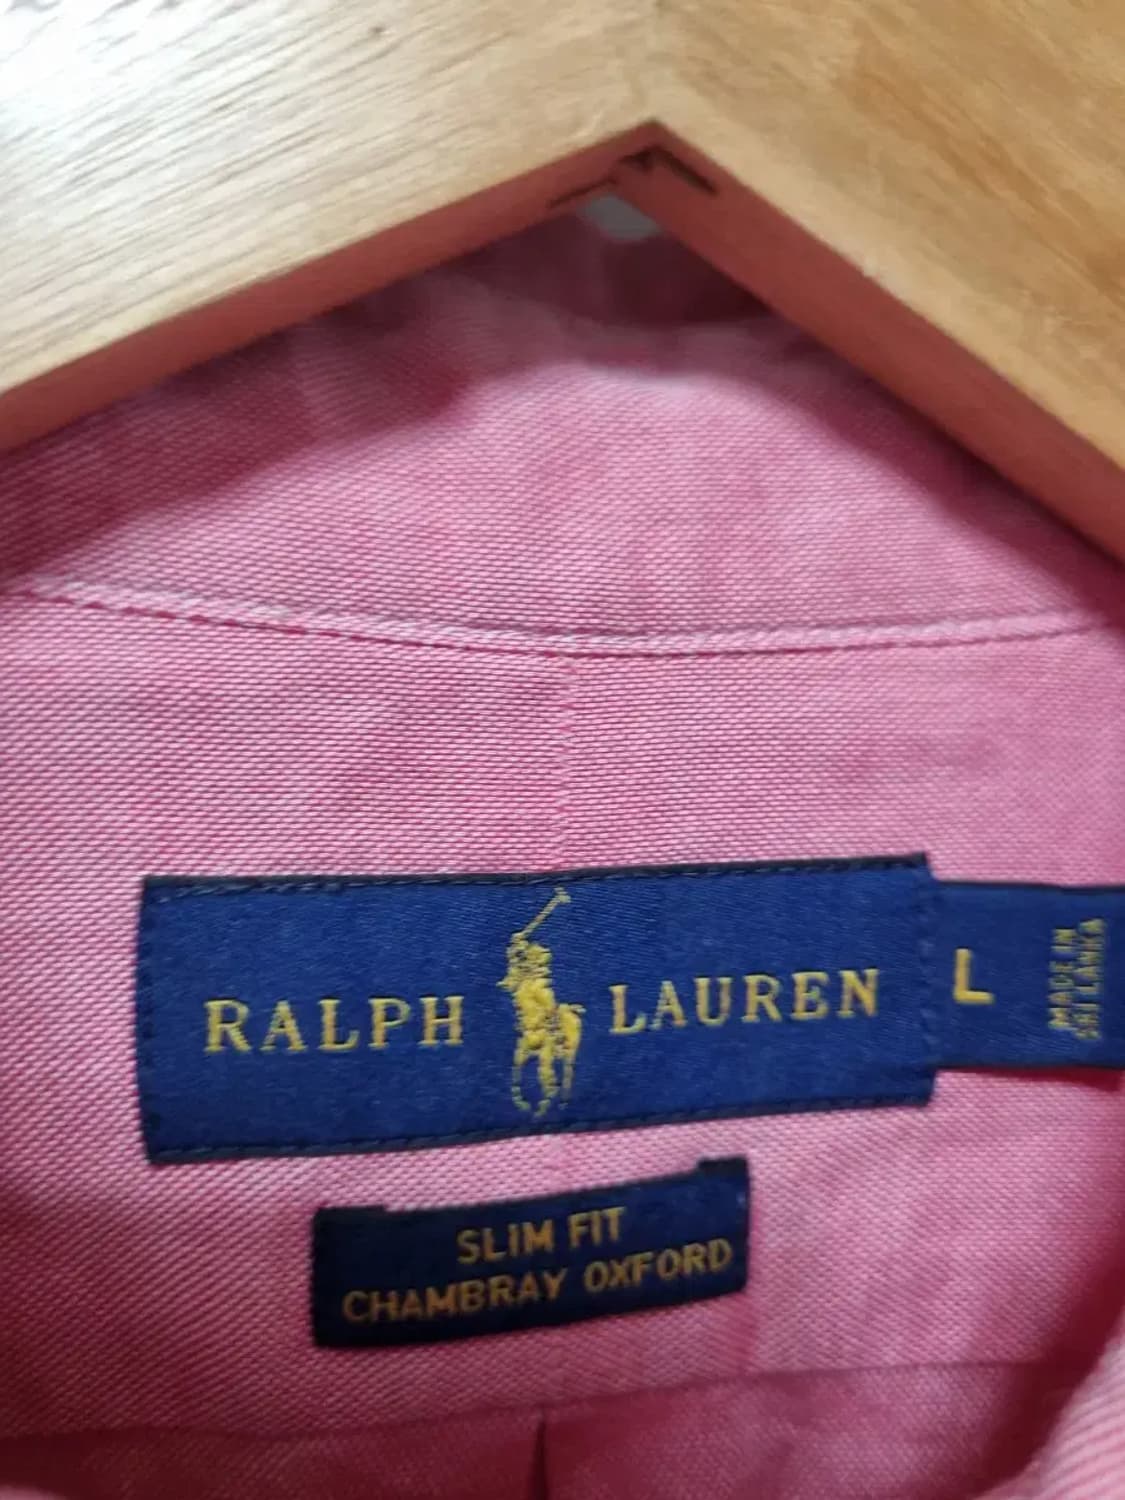 RALPH LAUREN
L
MADE IN
SRI LANKA
SLIM FIT
CHAMBRAY OXFORD